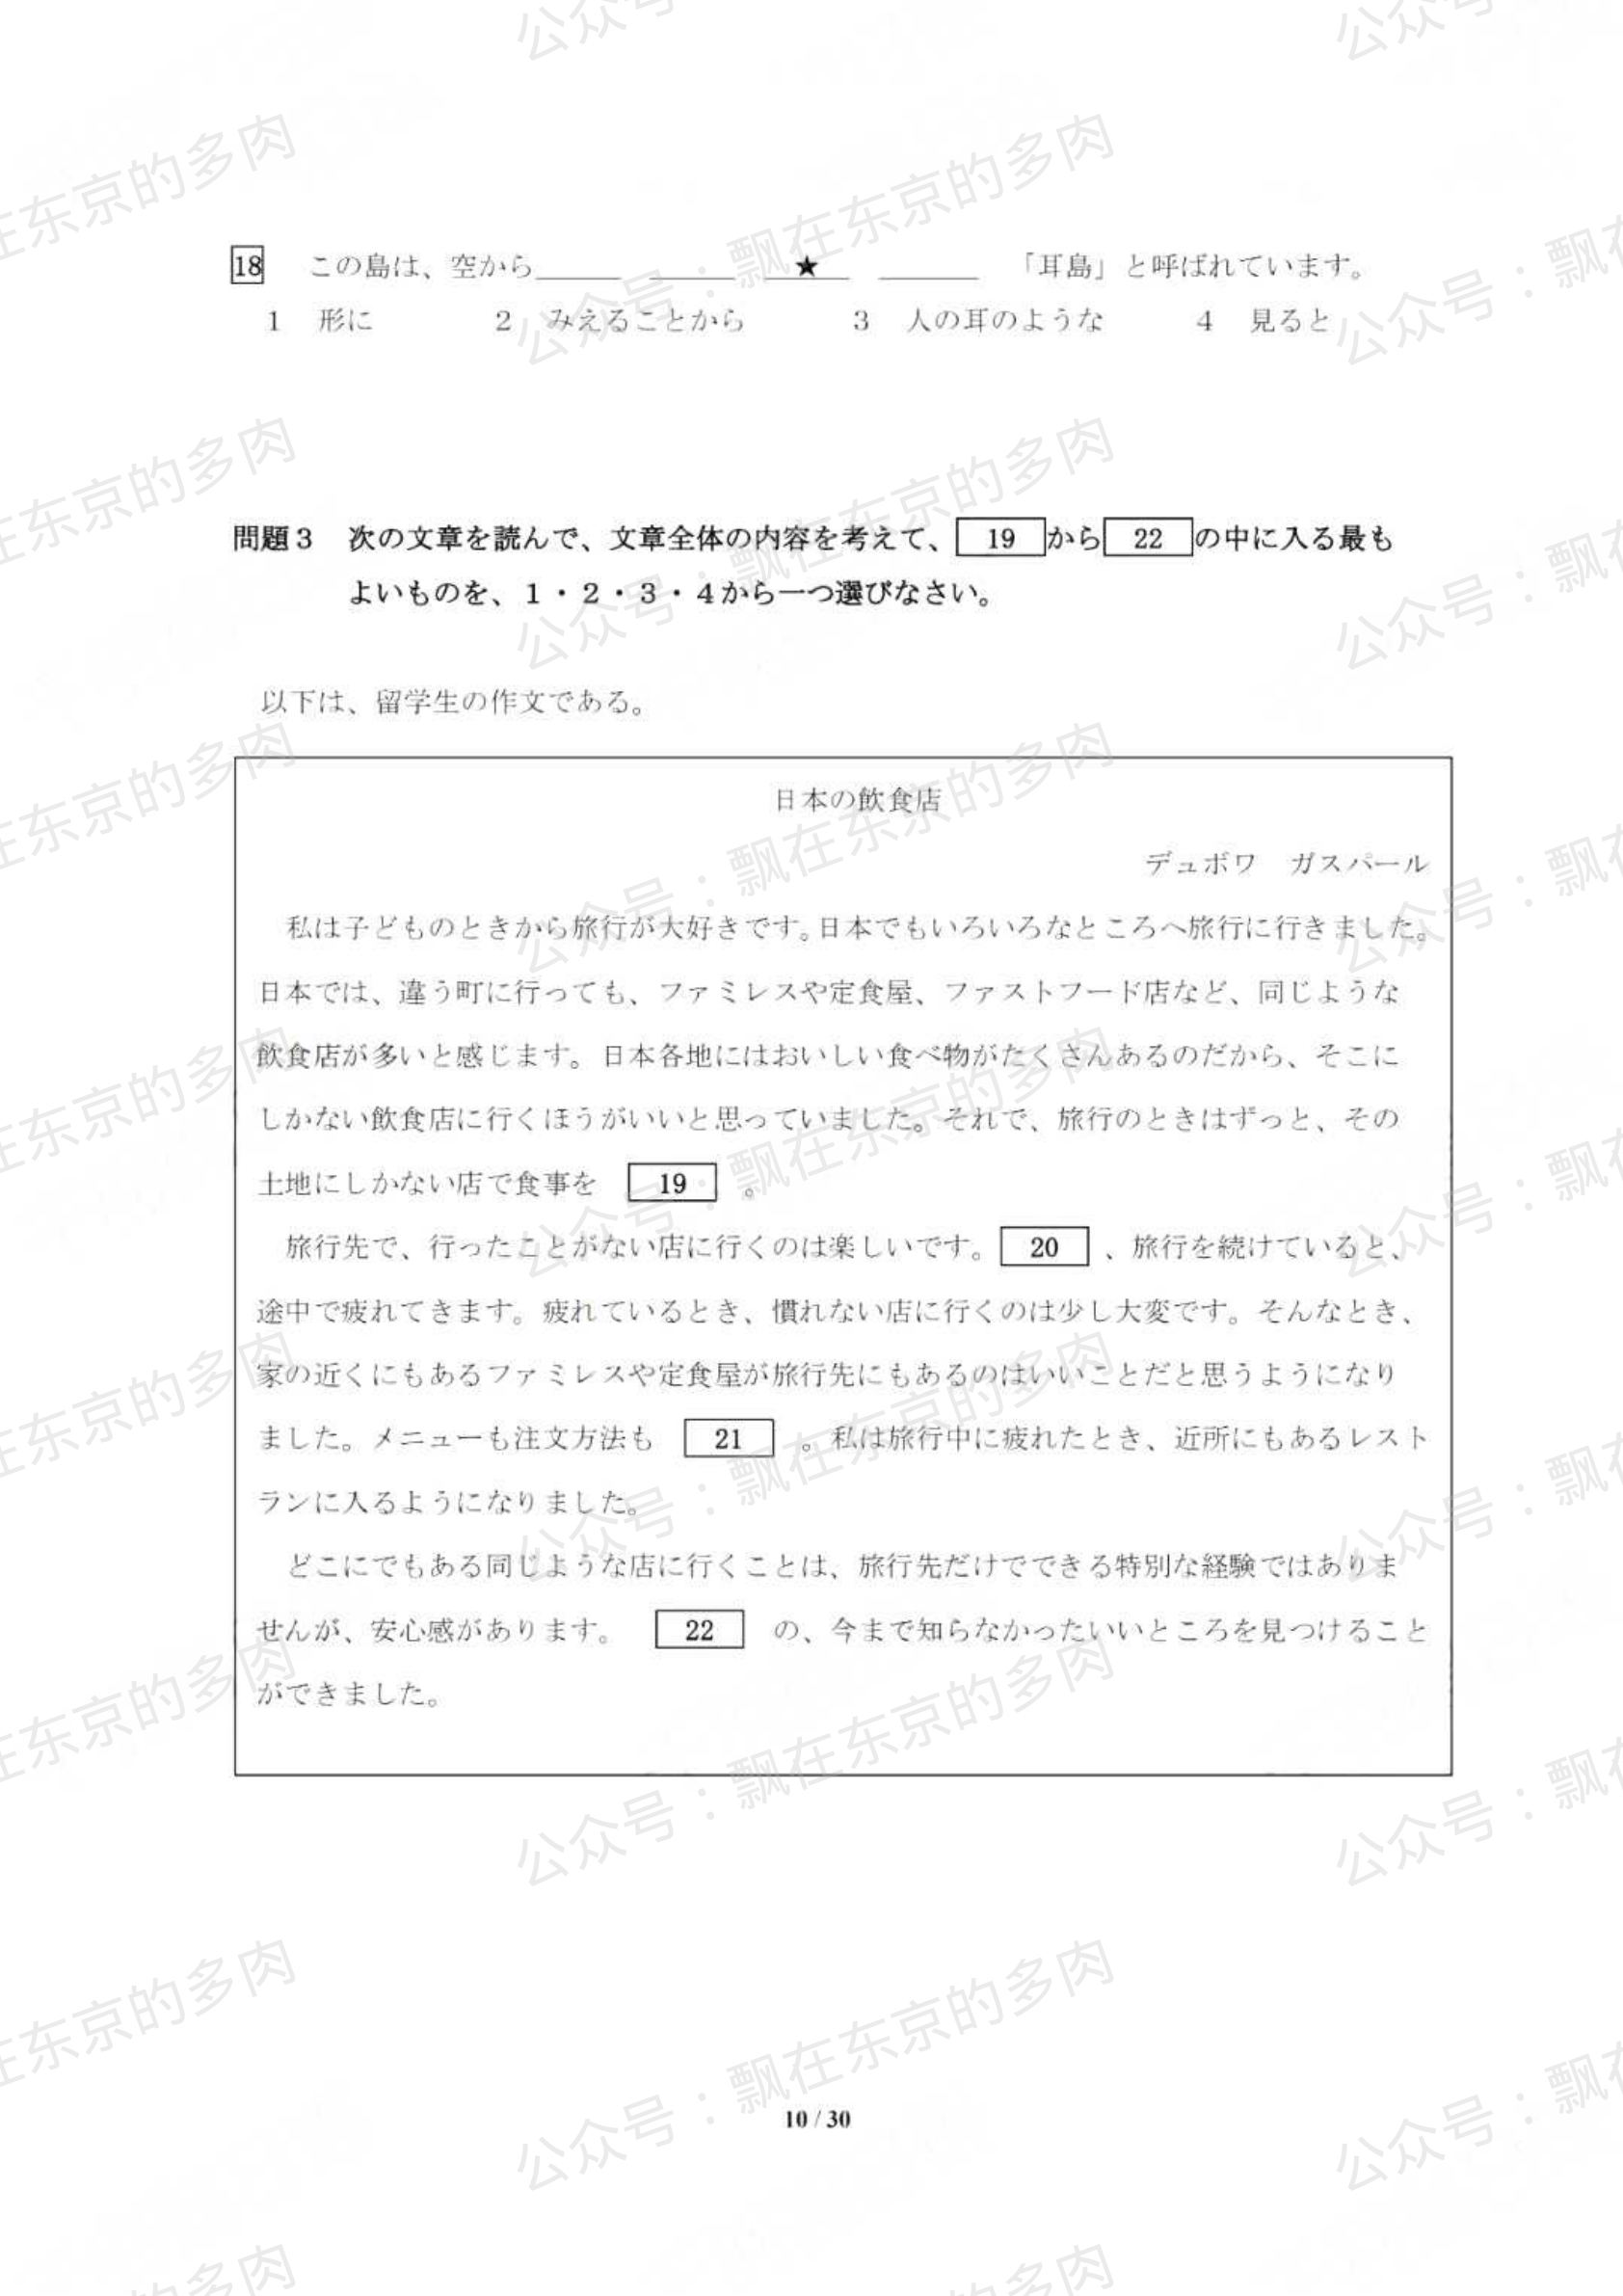 18 この島は、空から＿＿＿ ＿＿＿ ＿★＿ ＿＿＿ 「耳島」と呼ばれています。
1 形に 2 みえることから 3 人の耳のような 4 見ると
問題3 次の文章を読んで、文章全体の内容を考えて、 19 から 22 の中に入る最も
よいものを、1・2・3・4から一つ選びなさい。
以下は、留学生の作文である。
日本の飲食店
デュボワ ガスパール
私は子どものときから旅行が大好きです。日本でもいろいろなところへ旅行に行きました。
日本では、違う町に行っても、ファミレスや定食屋、ファストフード店など、同じような
飲食店が多いと感じます。日本各地にはおいしい食べ物がたくさんあるのだから、そこに
しかない飲食店に行くほうがいいと思っていました。それで、旅行のときはずっと、その
土地にしかない店で食事を 19 。
旅行先で、行ったことがない店に行くのは楽しいです。 20 、旅行を続けていると、
途中で疲れてきます。疲れているとき、慣れない店に行くのは少し大変です。そんなとき、
家の近くにもあるファミレスや定食屋が旅行先にもあるのはいいことだと思うようになり
ました。メニューも注文方法も 21 。私は旅行中に疲れたとき、近所にもあるレスト
ランに入るようになりました。
どこにでもある同じような店に行くことは、旅行先だけでできる特別な経験ではありま
せんが、安心感があります。 22 の、今まで知らなかったいいところを見つけること
ができました。
10 / 30
公众号：飘在东京的多肉